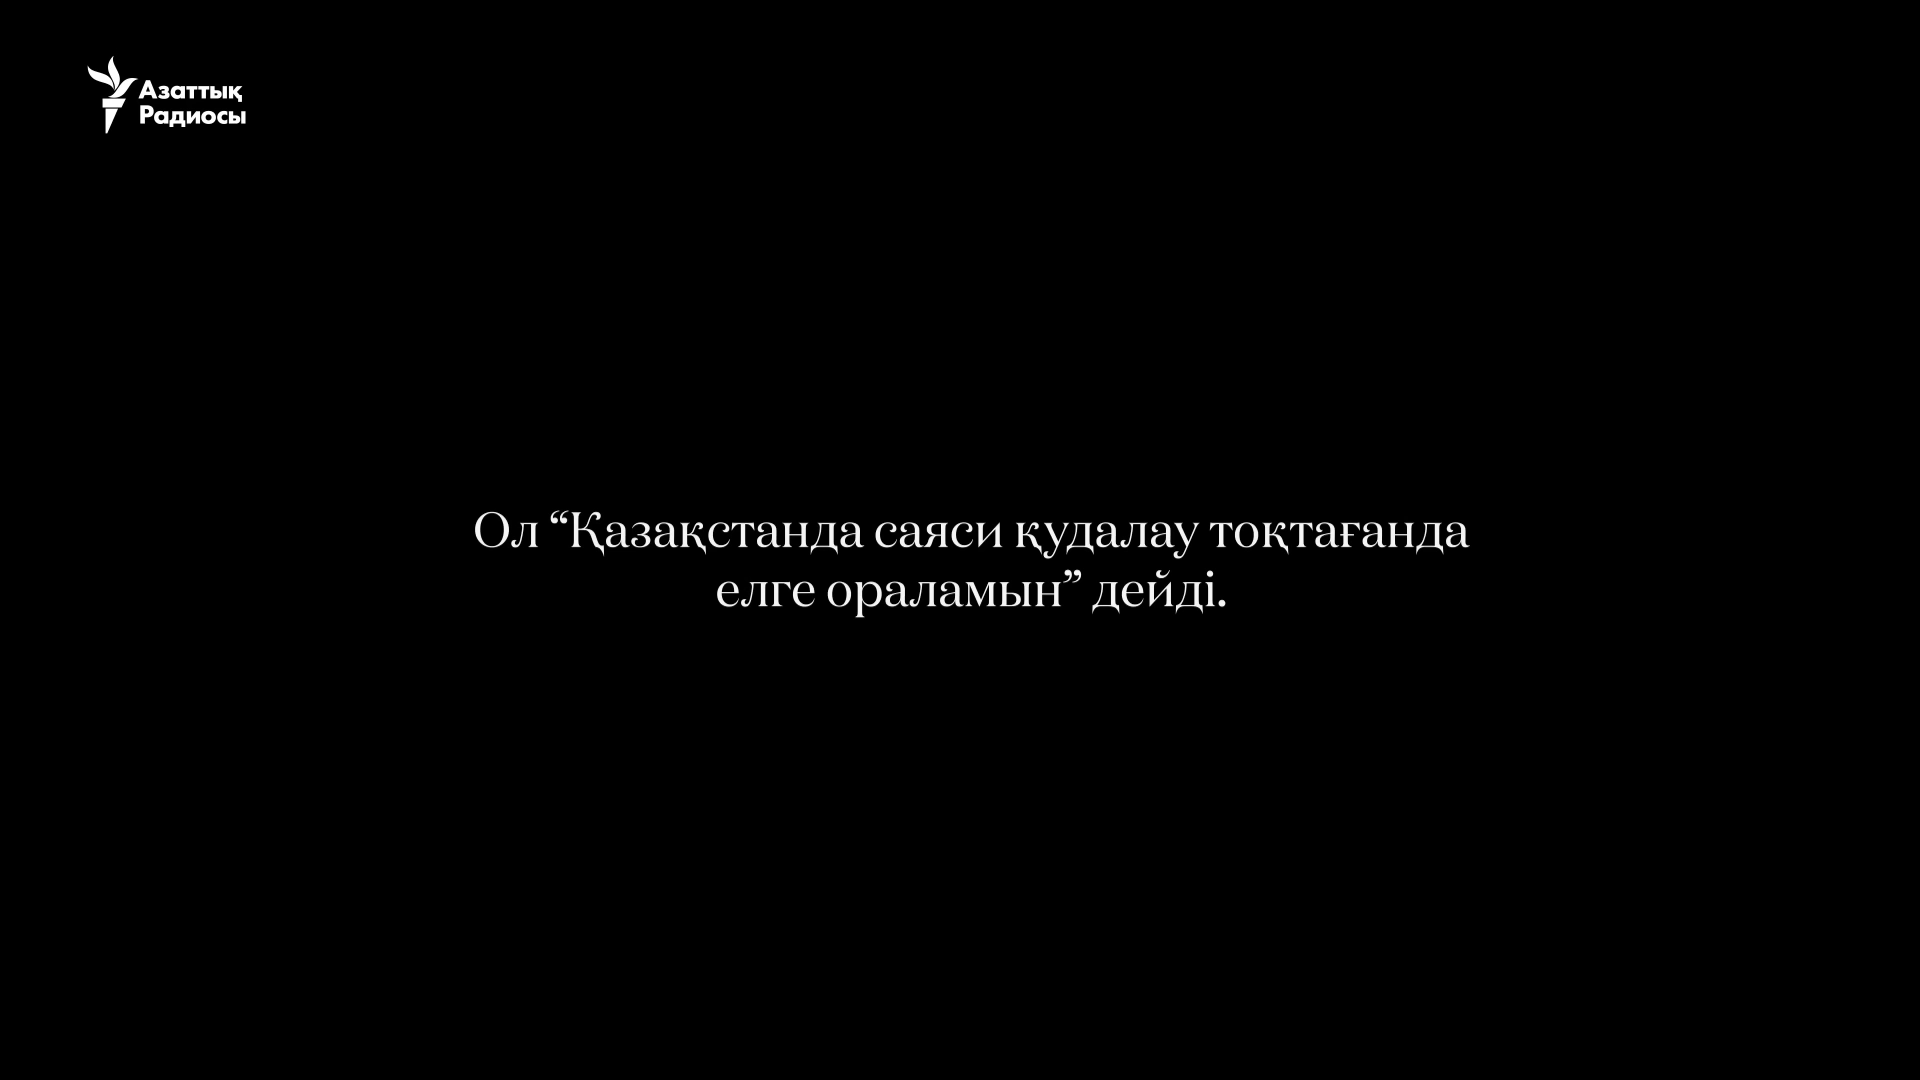 Азаттық
Радиосы
Ол “Қазақстанда саяси қудалау тоқтағанда
елге ораламын” дейді.